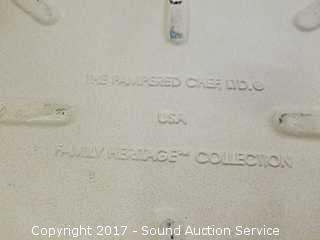 THE PAMPERED CHEF, LTD.©
USA
FAMILY HERITAGE™ COLLECTION
Copyright 2017 - Sound Auction Service